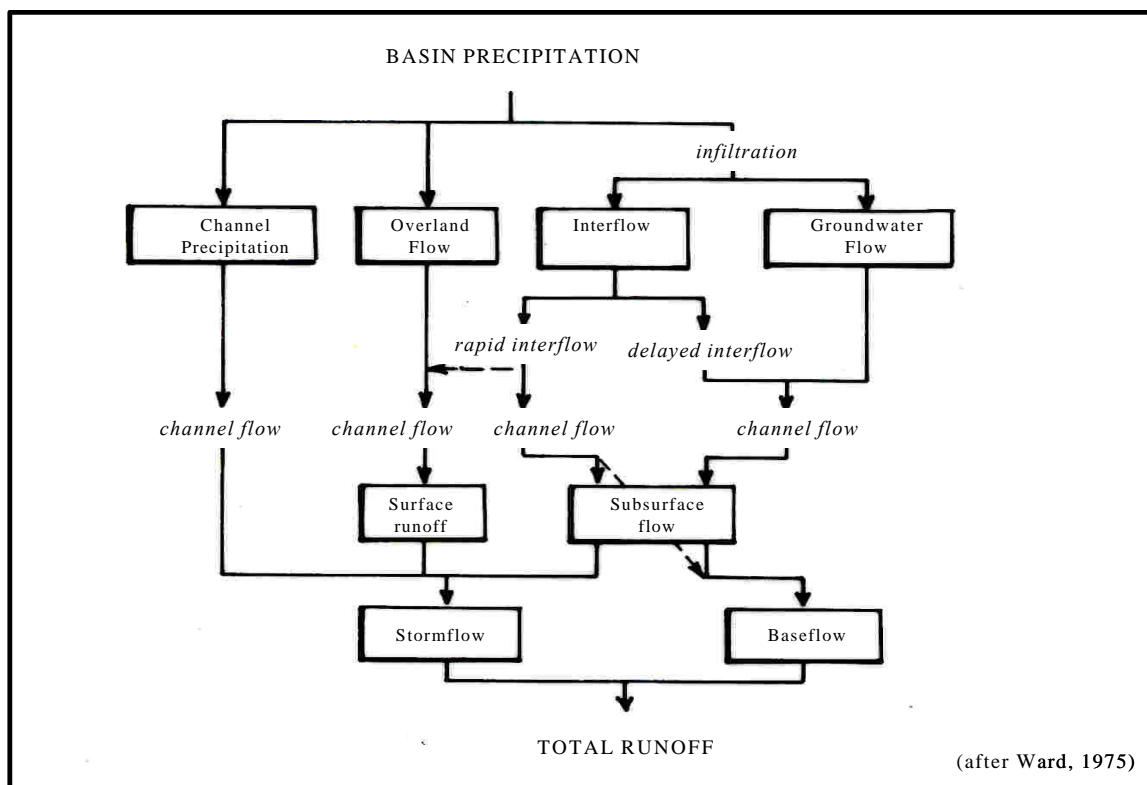 BASIN PRECIPITATION
infiltration
Channel
Precipitation
Overland
Flow
Interflow
Groundwater
Flow
rapid interflow
delayed interflow
channel flow
channel flow
channel flow
channel flow
Surface
runoff
Subsurface
flow
Stormflow
Baseflow
TOTAL RUNOFF
(after Ward, 1975)